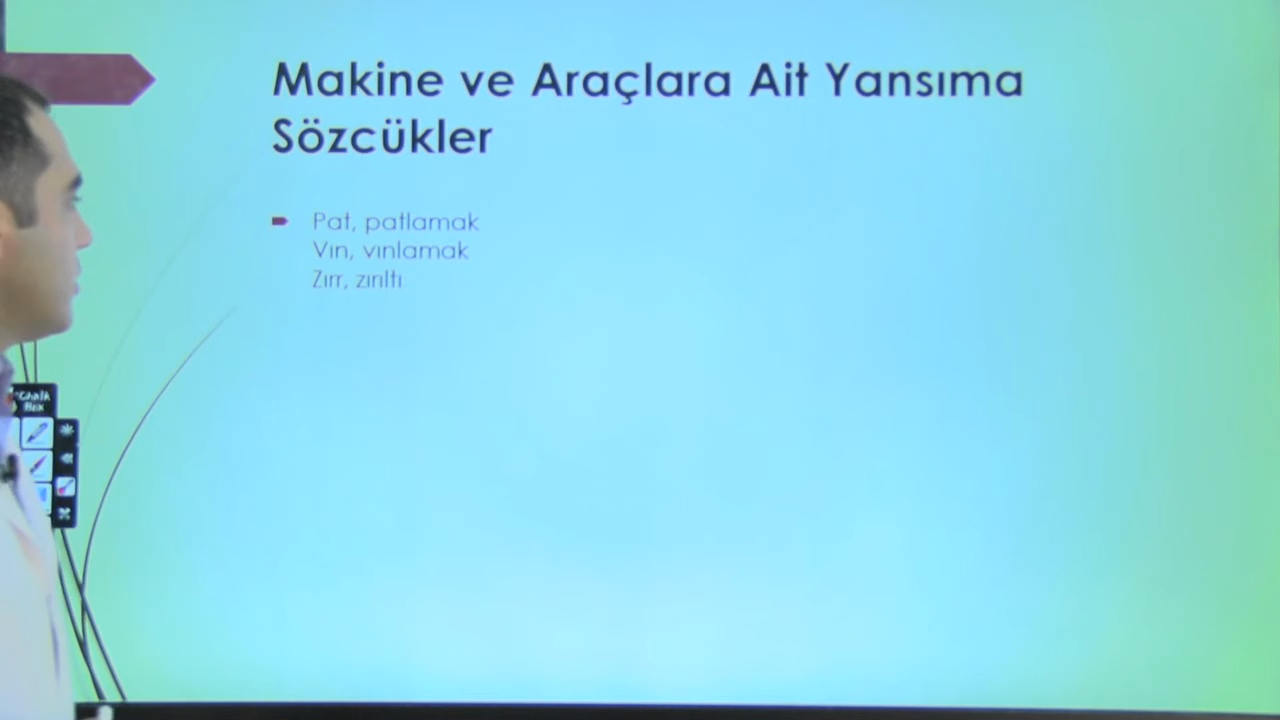 Makine ve Araçlara Ait Yansıma
Sözcükler
Pat, patlamak
Vın, vınlamak
Zırr, zırıltı
Chalk
Box